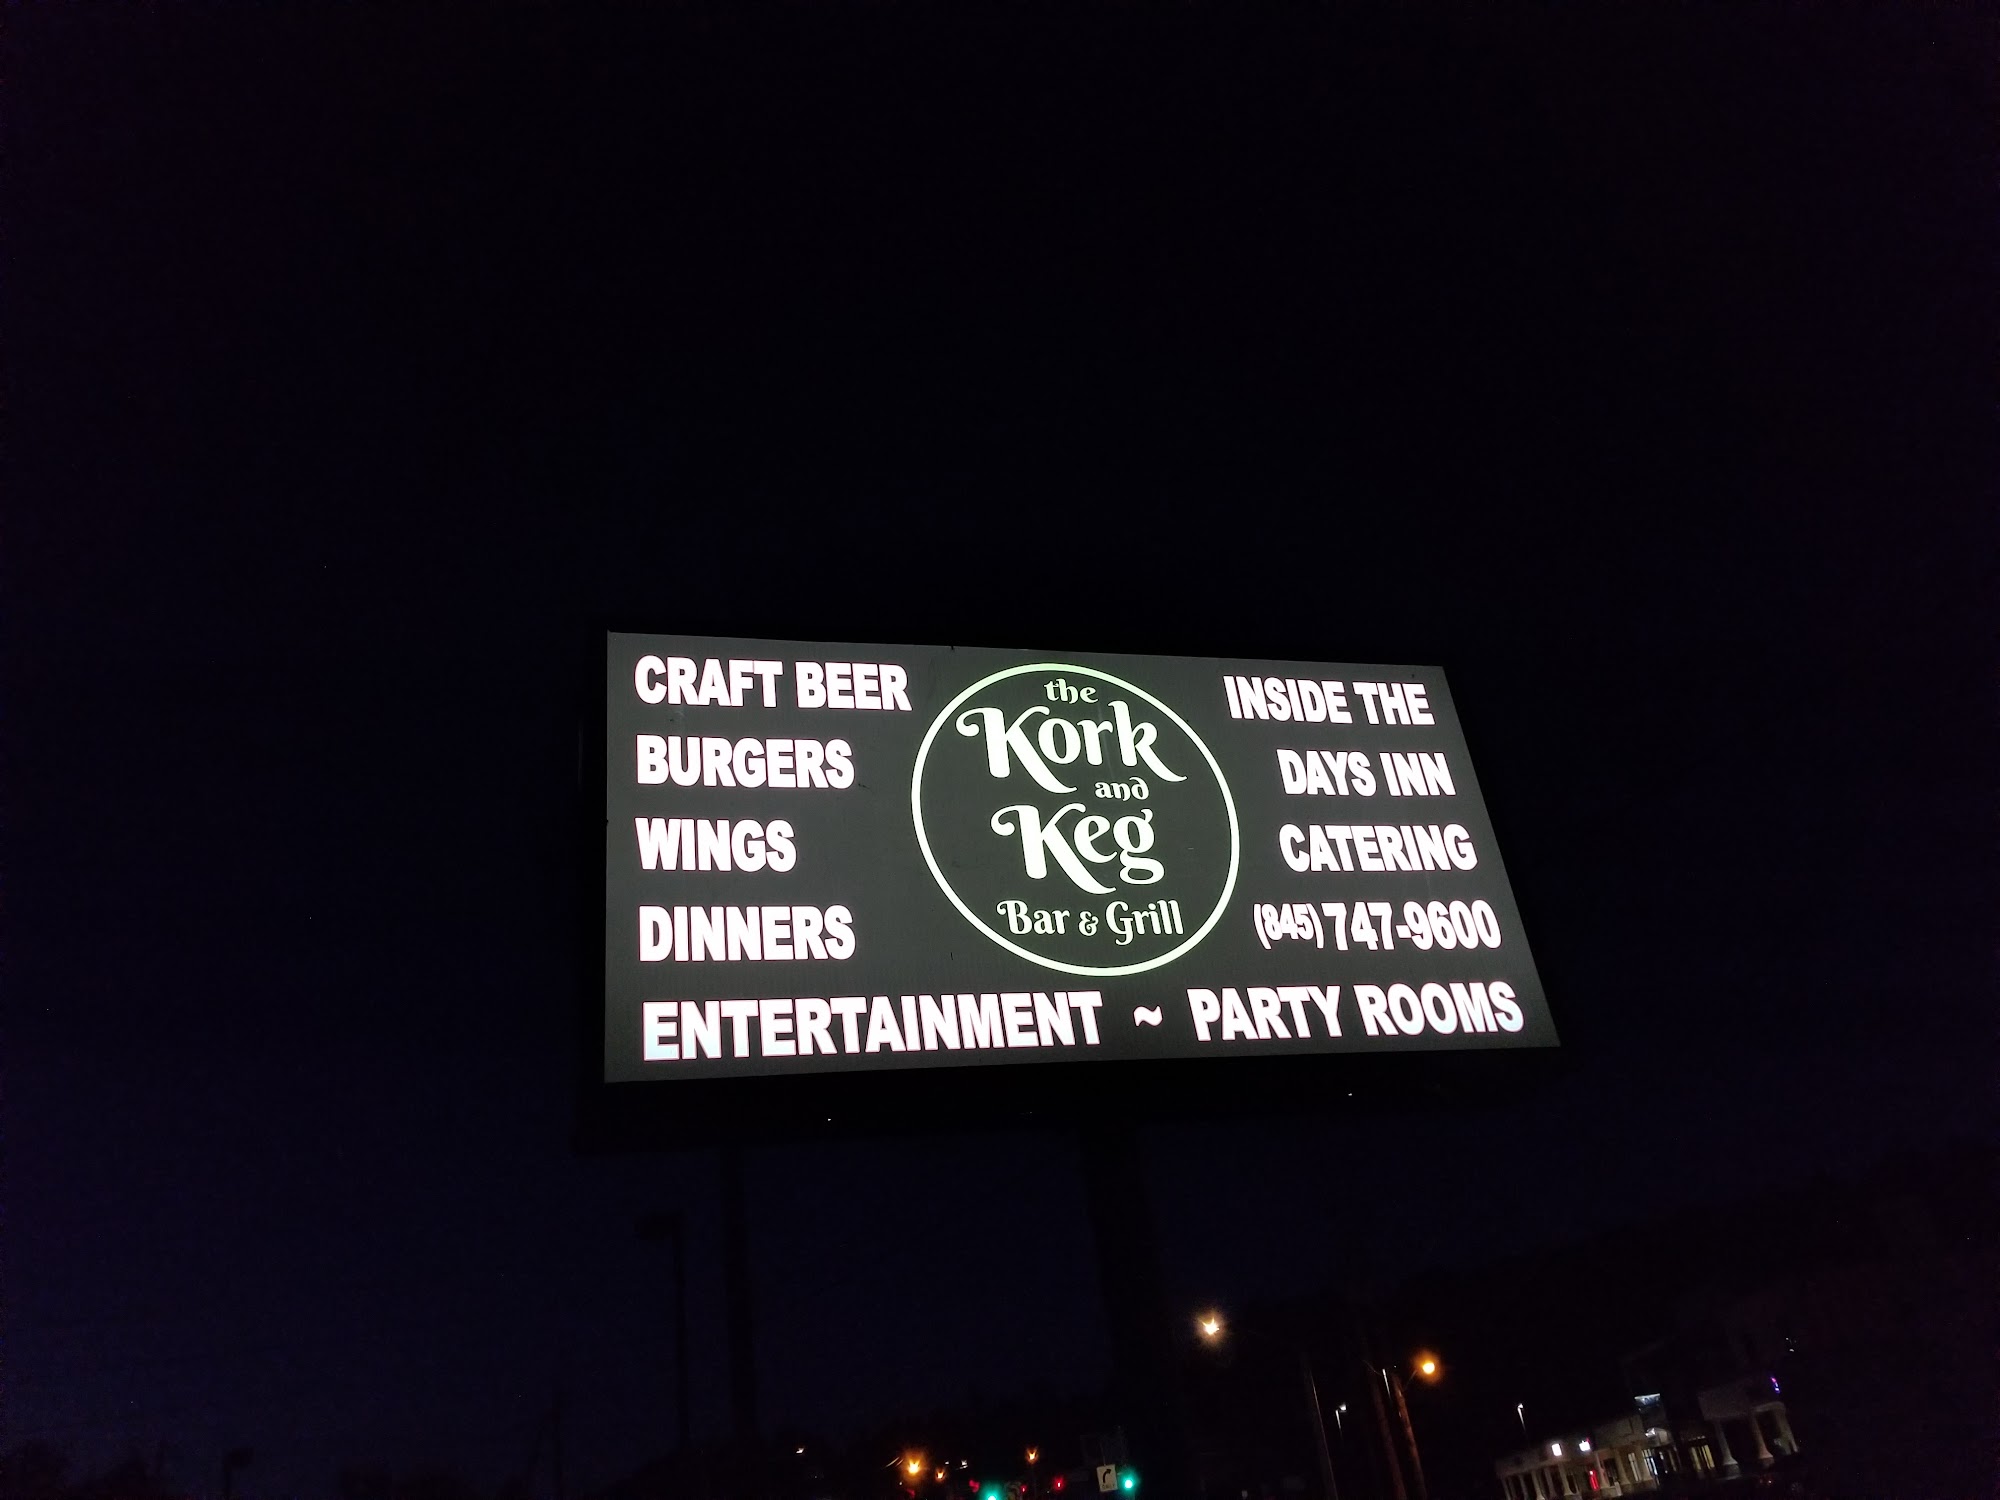 CRAFT BEER
BURGERS
WINGS
DINNERS
the
Kork
and
Keg
Bar & Grill
INSIDE THE
DAYS INN
CATERING
(845) 747-9600
ENTERTAINMENT ~ PARTY ROOMS